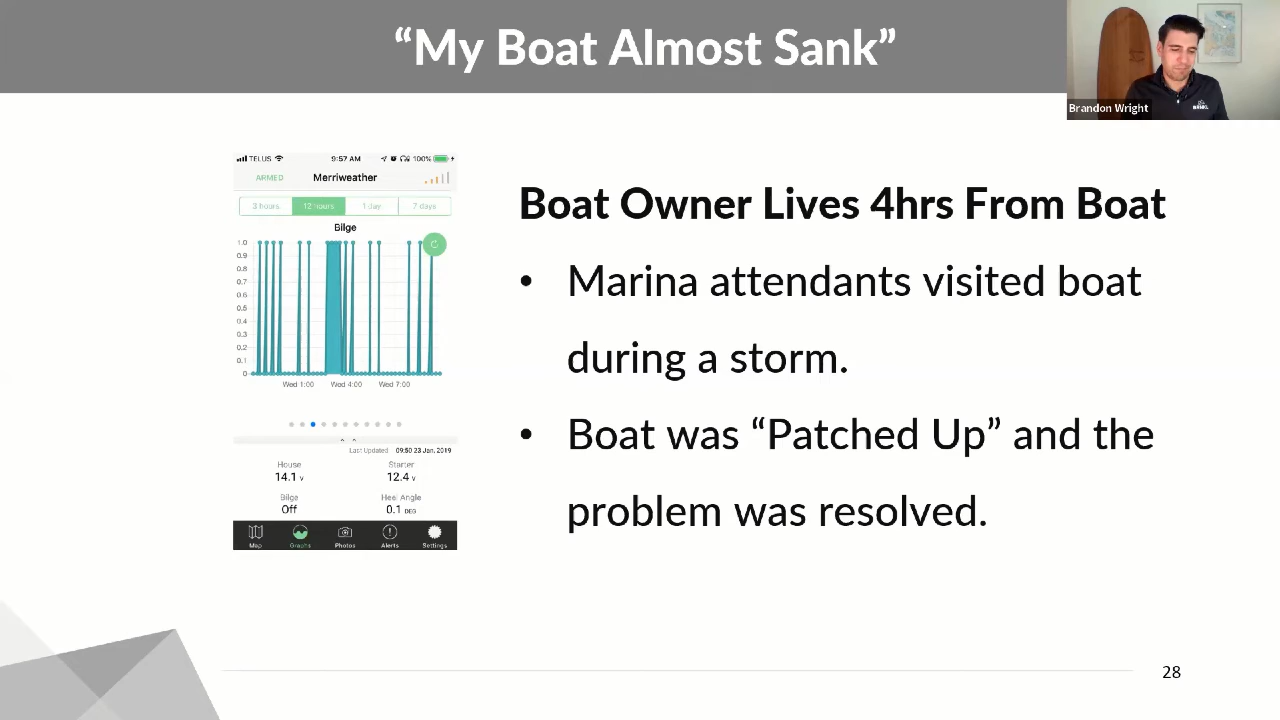 “My Boat Almost Sank”
Brandon Wright
TELUS 9:57 AM 100%
ARMED Merriweather
3 hours 12 hours 1 day 7 days
Bilge
1.0
0.9
0.8
0.7
0.6
0.5
0.4
0.3
0.2
0.1
0
Wed 1:00 Wed 4:00 Wed 7:00
Last Updated 09:50 23 Jan, 2019
House Starter
14.1 v 12.4 v
Bilge Heel Angle
Off 0.1 DEG
Map Graphs Photos Alerts Settings
Boat Owner Lives 4hrs From Boat
• Marina attendants visited boat
during a storm.
• Boat was “Patched Up” and the
problem was resolved.
28